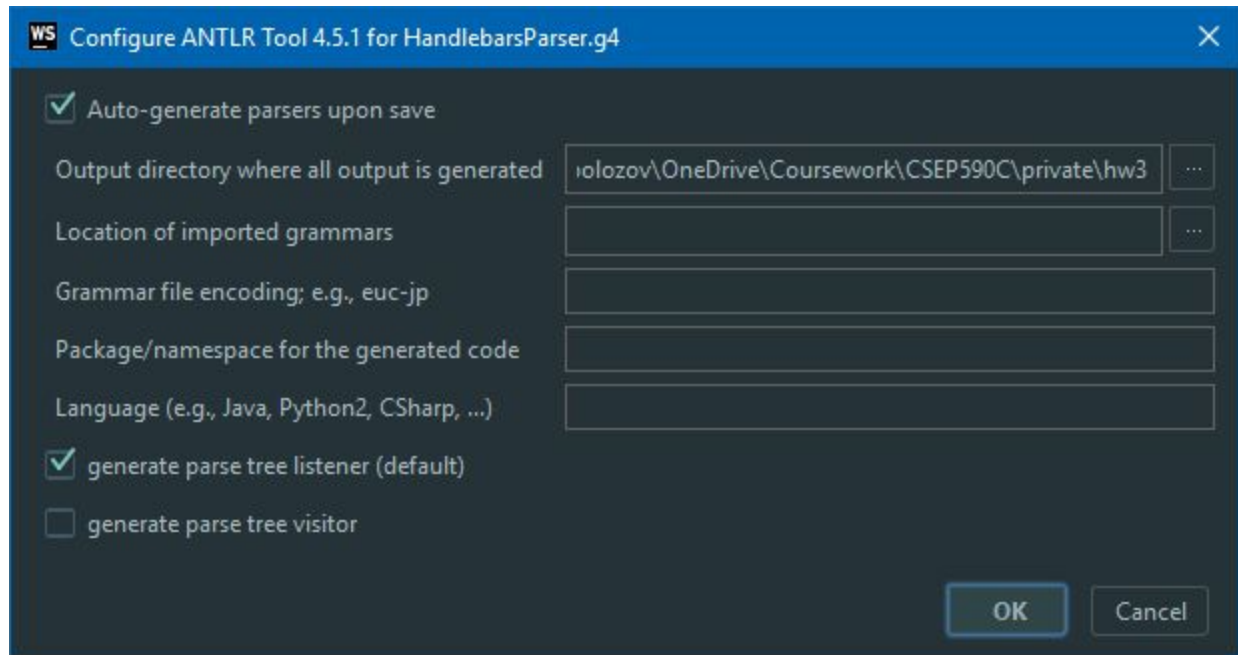 WS Configure ANTLR Tool 4.5.1 for HandlebarsParser.g4
Auto-generate parsers upon save
Output directory where all output is generated olozov\OneDrive\Coursework\CSEP590C\private\hw3 ...
Location of imported grammars ...
Grammar file encoding; e.g., euc-jp
Package/namespace for the generated code
Language (e.g., Java, Python2, CSharp, ...)
generate parse tree listener (default)
generate parse tree visitor
OK Cancel